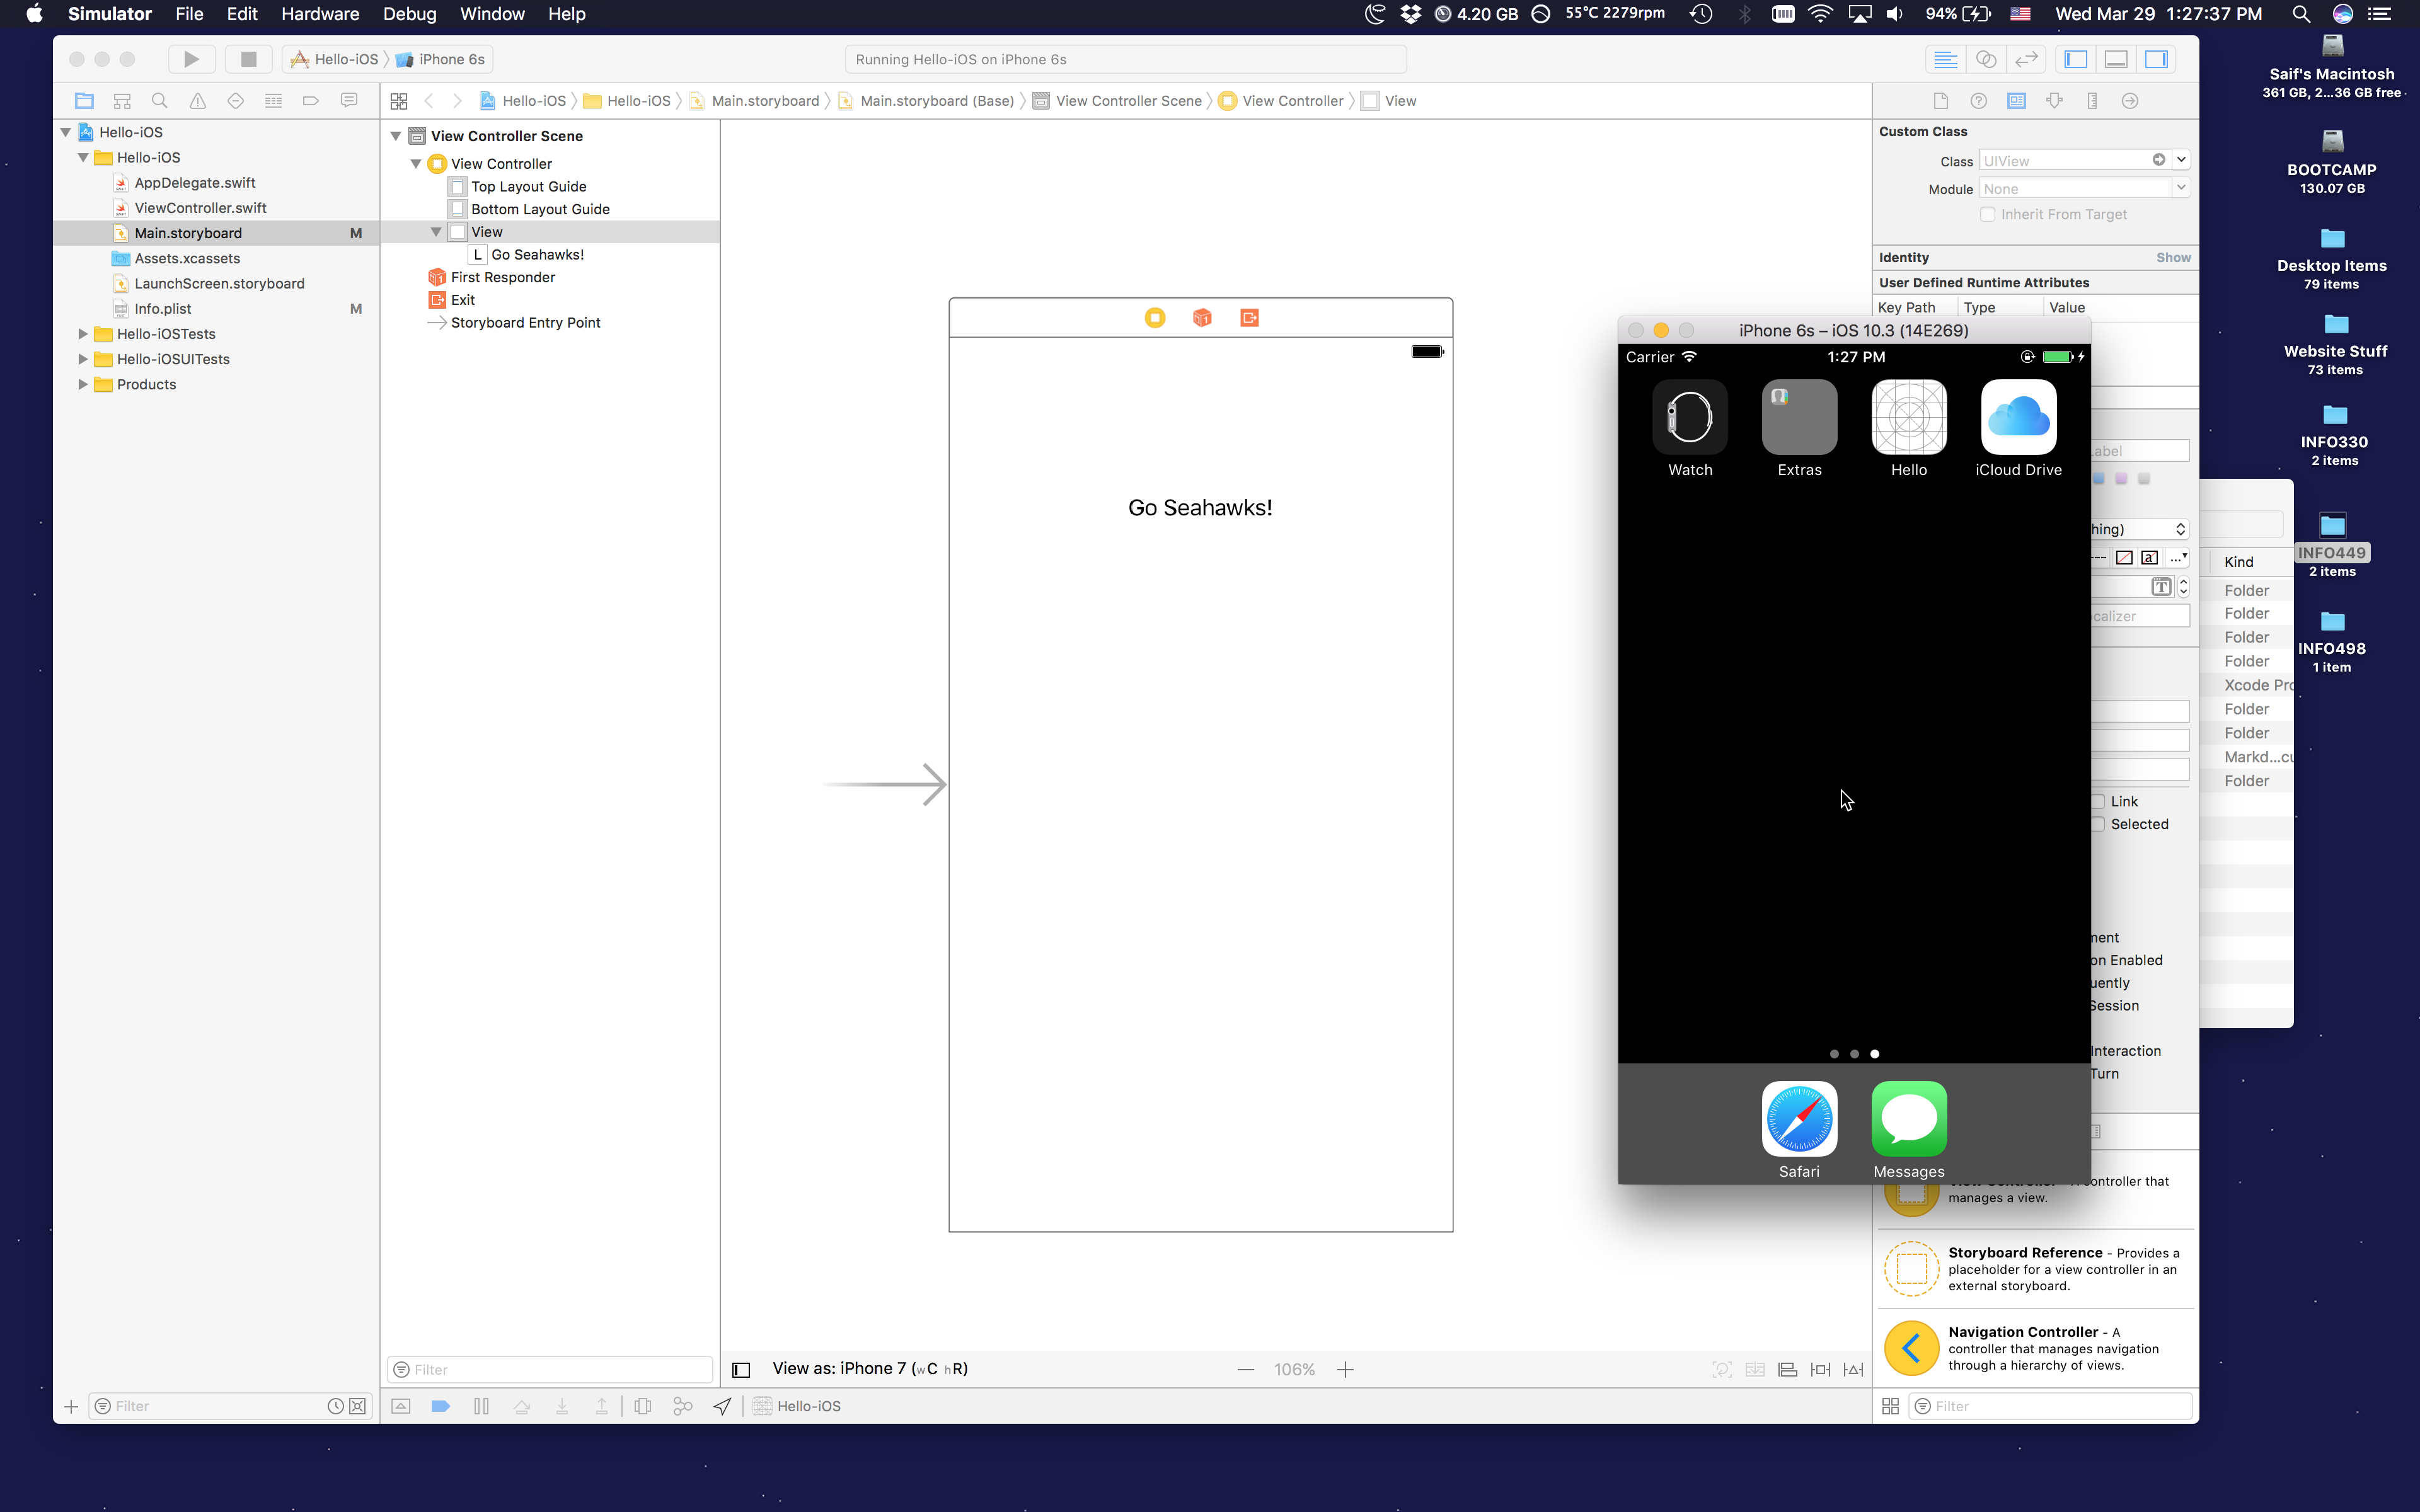 Simulator File Edit Hardware Debug Window Help 4.20 GB 55°C 2279rpm 94% Wed Mar 29 1:27:37 PM
Hello-iOS iPhone 6s Running Hello-iOS on iPhone 6s
Hello-iOS Hello-iOS Main.storyboard Main.storyboard (Base) View Controller Scene View Controller View
Hello-iOS
Hello-iOS
AppDelegate.swift
ViewController.swift
Main.storyboard M
Assets.xcassets
LaunchScreen.storyboard
Info.plist M
Hello-iOSTests
Hello-iOSUITests
Products
Filter
View Controller Scene
View Controller
Top Layout Guide
Bottom Layout Guide
View
L Go Seahawks!
First Responder
Exit
Storyboard Entry Point
Filter
Go Seahawks!
View as: iPhone 7 (wC hR) 106%
Hello-iOS
Custom Class
Class UIView
Module None
Inherit From Target
Identity Show
User Defined Runtime Attributes
Key Path Type Value
iPhone 6s – iOS 10.3 (14E269)
Carrier 1:27 PM
Watch Extras Hello iCloud Drive
Safari Messages
abel
hing)
calizer
Link
Selected
ment
on Enabled
uently
Session
Interaction
Turn
controller that
manages a view.
Storyboard Reference - Provides a
placeholder for a view controller in an
external storyboard.
Navigation Controller - A
controller that manages navigation
through a hierarchy of views.
Filter
Kind
Folder
Folder
Folder
Folder
Xcode Pro
Folder
Folder
Markd...cu
Folder
Saif's Macintosh
361 GB, 2...36 GB free
BOOTCAMP
130.07 GB
Desktop Items
79 items
Website Stuff
73 items
INFO330
2 items
INFO449
2 items
INFO498
1 item